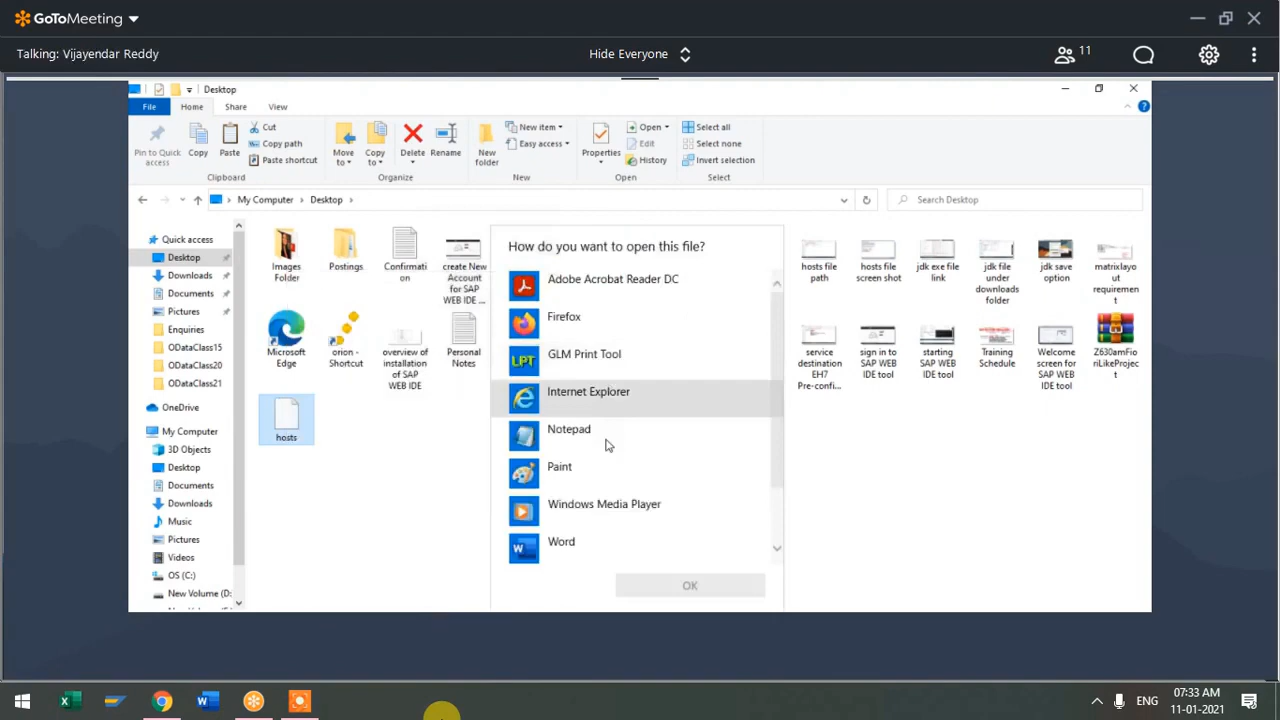 GoToMeeting
Talking: Vijayendar Reddy
Hide Everyone
11
Desktop
File
Home
Share
View
Pin to Quick access
Copy
Paste
Cut
Copy path
Paste shortcut
Clipboard
Move to
Copy to
Delete
Rename
Organize
New folder
New item
Easy access
New
Properties
Open
Edit
History
Open
Select all
Select none
Invert selection
Select
My Computer
Desktop
Search Desktop
Quick access
Desktop
Downloads
Documents
Pictures
Enquiries
ODataClass15
ODataClass20
ODataClass21
OneDrive
My Computer
3D Objects
Desktop
Documents
Downloads
Music
Pictures
Videos
OS (C:)
New Volume (D:
Images
Folder
Postings
Confirmati
on
create New
Account
for SAP
WEB IDE ...
Microsoft
Edge
orion -
Shortcut
overview of
installation
of SAP
WEB IDE
Personal
Notes
hosts
How do you want to open this file?
Adobe Acrobat Reader DC
Firefox
LPT
GLM Print Tool
Internet Explorer
Notepad
Paint
Windows Media Player
Word
OK
hosts file
path
hosts file
screen shot
jdk exe file
link
jdk file
under
downloads
folder
jdk save
option
matrixlayo
ut
requiremen
t
service
destination
EH7
Pre-confi...
sign in to
SAP WEB
IDE tool
starting
SAP WEB
IDE tool
Training
Schedule
Welcome
screen for
SAP WEB
IDE tool
Z630amFio
riLikeProjec
t
ENG
07:33 AM
11-01-2021